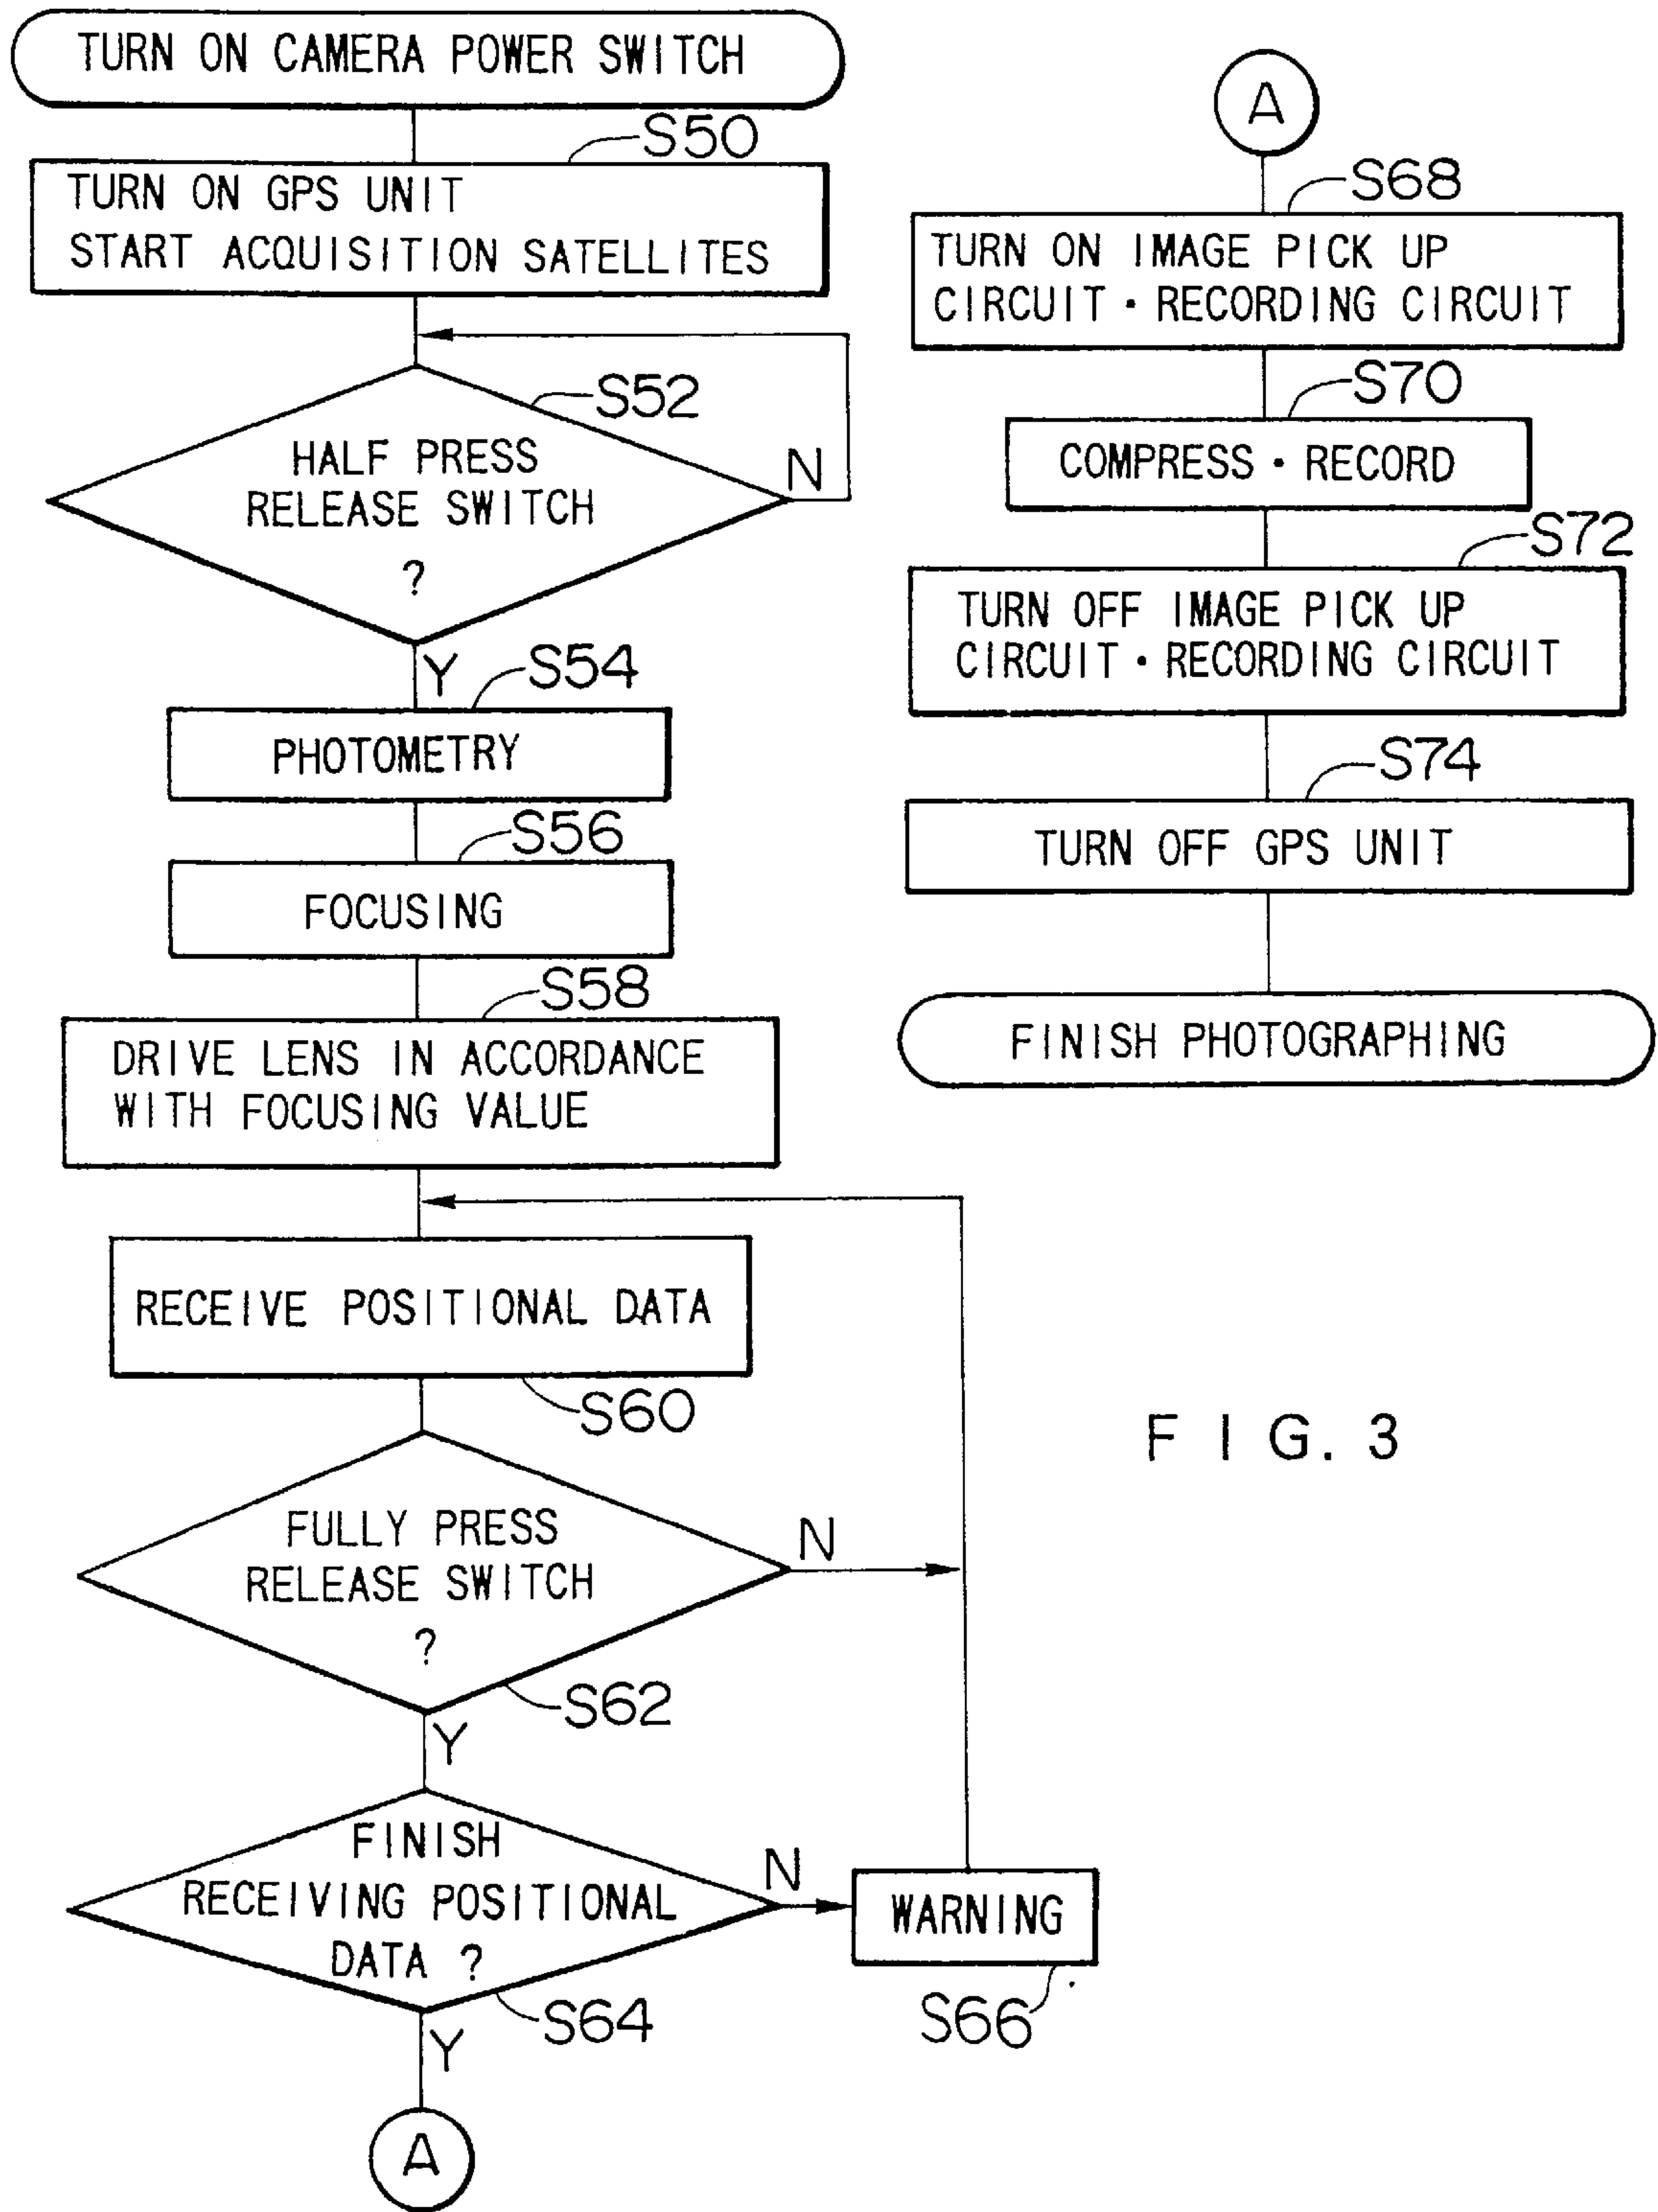 TURN ON CAMERA POWER SWITCH
S50
TURN ON GPS UNIT
START ACQUISITION SATELLITES
S52
HALF PRESS
RELEASE SWITCH
?
N
Y
S54
PHOTOMETRY
S56
FOCUSING
S58
DRIVE LENS IN ACCORDANCE
WITH FOCUSING VALUE
RECEIVE POSITIONAL DATA
S60
FULLY PRESS
RELEASE SWITCH
?
N
S62
Y
FINISH
RECEIVING POSITIONAL
DATA ?
N
WARNING
S66
S64
Y
A
A
S68
TURN ON IMAGE PICK UP
CIRCUIT・RECORDING CIRCUIT
S70
COMPRESS・RECORD
S72
TURN OFF IMAGE PICK UP
CIRCUIT・RECORDING CIRCUIT
S74
TURN OFF GPS UNIT
FINISH PHOTOGRAPHING
FIG. 3